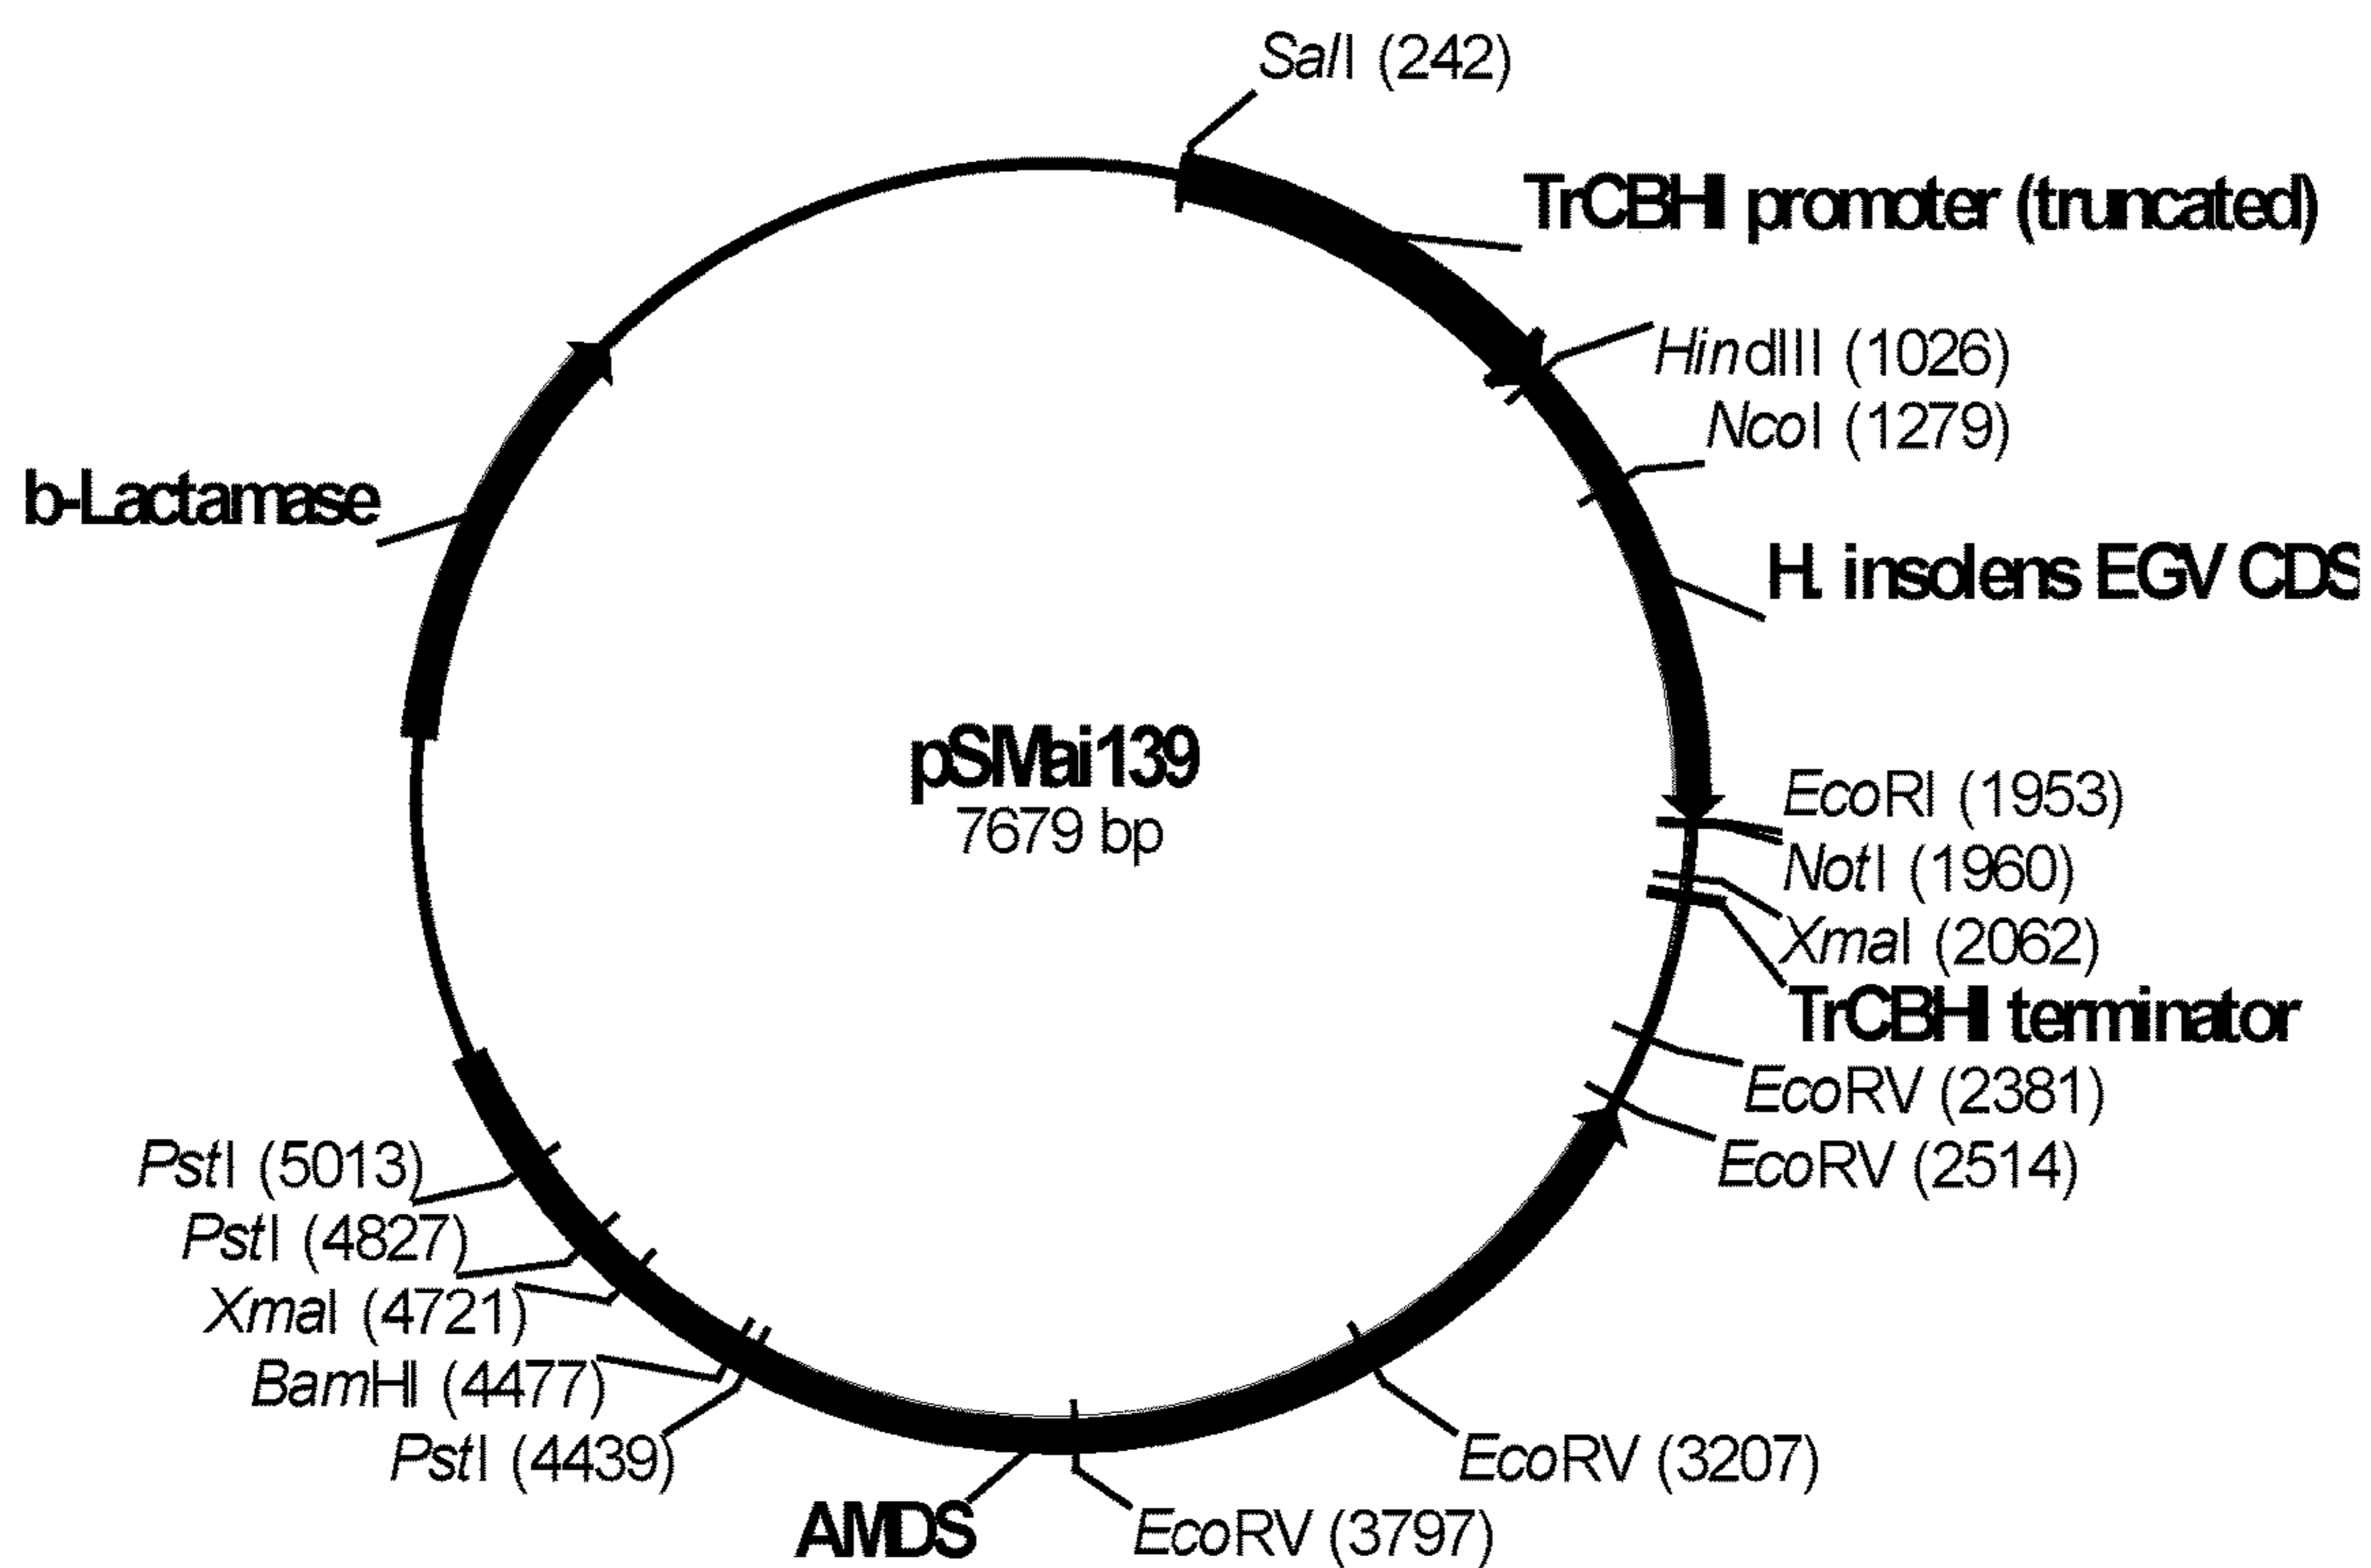 SalI (242)
TrCBHI promoter (truncated)
HindIII (1026)
NcoI (1279)
b-Lactamase
H. insolens EGV CDS
pSMai139
7679 bp
EcoRI (1953)
NotI (1960)
XmaI (2062)
TrCBHI terminator
EcoRV (2381)
EcoRV (2514)
PstI (5013)
PstI (4827)
XmaI (4721)
BamHI (4477)
PstI (4439)
EcoRV (3207)
AMDS
EcoRV (3797)